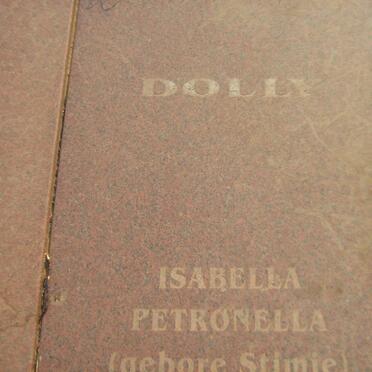 DOLLY
ISABELLA
PETRONELLA
(gebore Stimie)